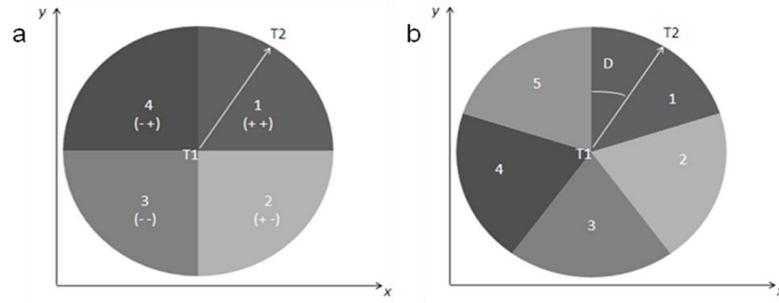 a
y
T2
4
(- +)
1
(+ +)
T1
3
(- -)
2
(+ -)
x
b
y
T2
D
5
1
T1
2
4
3
x